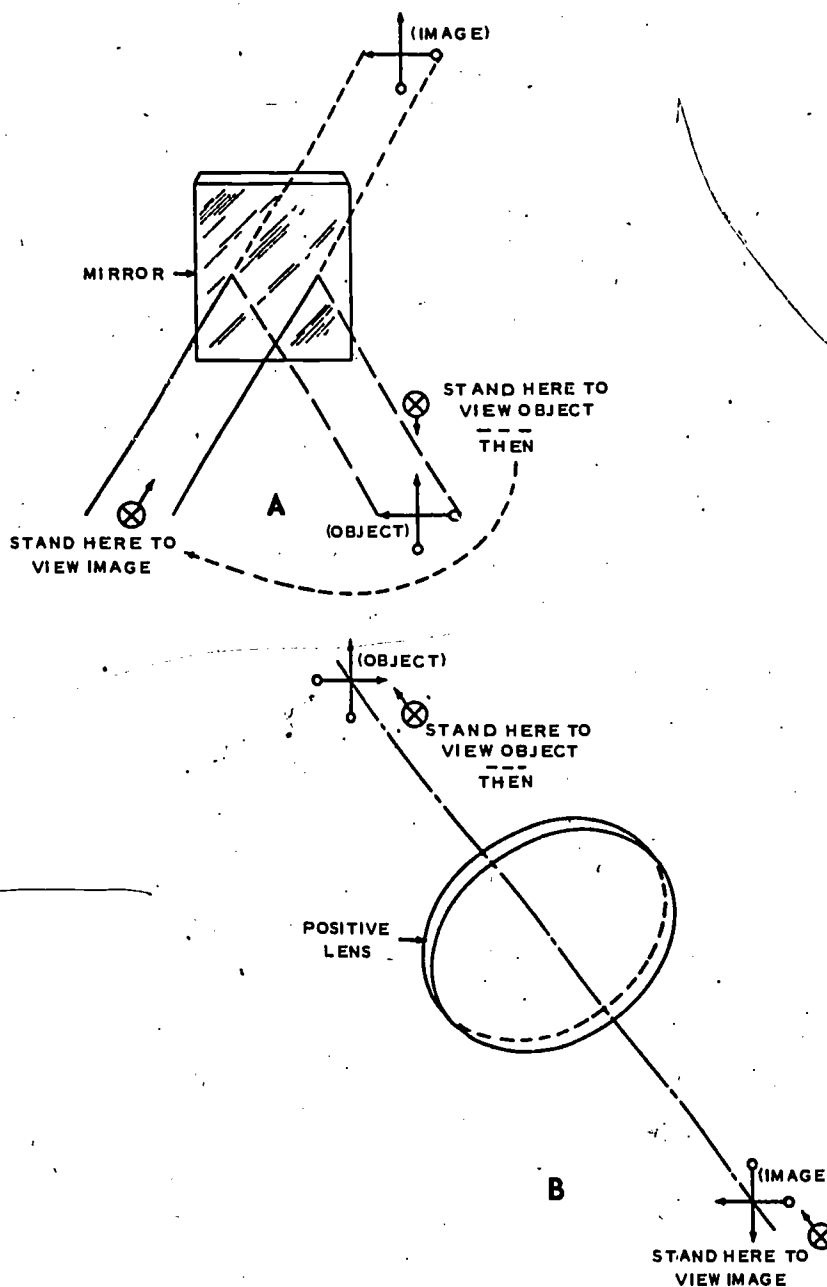 (IMAGE)
MIRROR
STAND HERE TO
VIEW OBJECT
THEN
A
(OBJECT)
STAND HERE TO
VIEW IMAGE
(OBJECT)
STAND HERE TO
VIEW OBJECT
THEN
POSITIVE
LENS
B
(IMAGE
STAND HERE TO
VIEW IMAGE